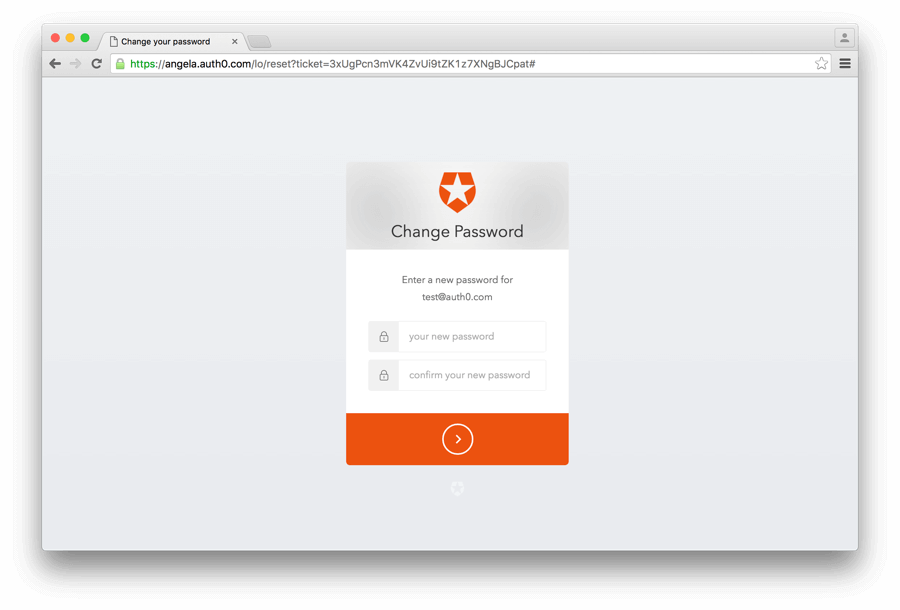 Change your password
https://angela.auth0.com/lo/reset?ticket=3xUgPcn3mVK4ZvUi9tZK1z7XNgBJCpat#
Change Password
Enter a new password for
test@auth0.com
your new password
confirm your new password